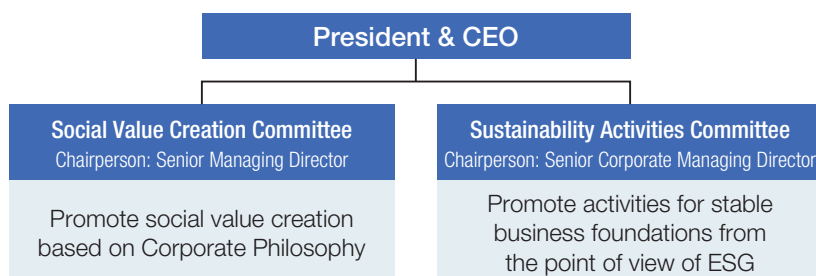 President & CEO
Social Value Creation Committee
Chairperson: Senior Managing Director
Promote social value creation
based on Corporate Philosophy
Sustainability Activities Committee
Chairperson: Senior Corporate Managing Director
Promote activities for stable
business foundations from
the point of view of ESG